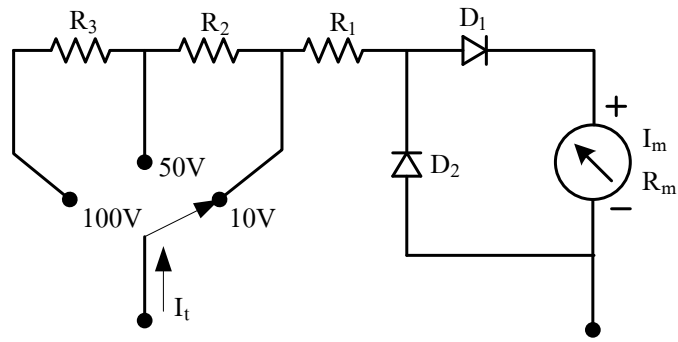 R₃ R₂ R₁ D₁
+
50V D₂ Iₘ
100V 10V Rₘ
−
Iₜ